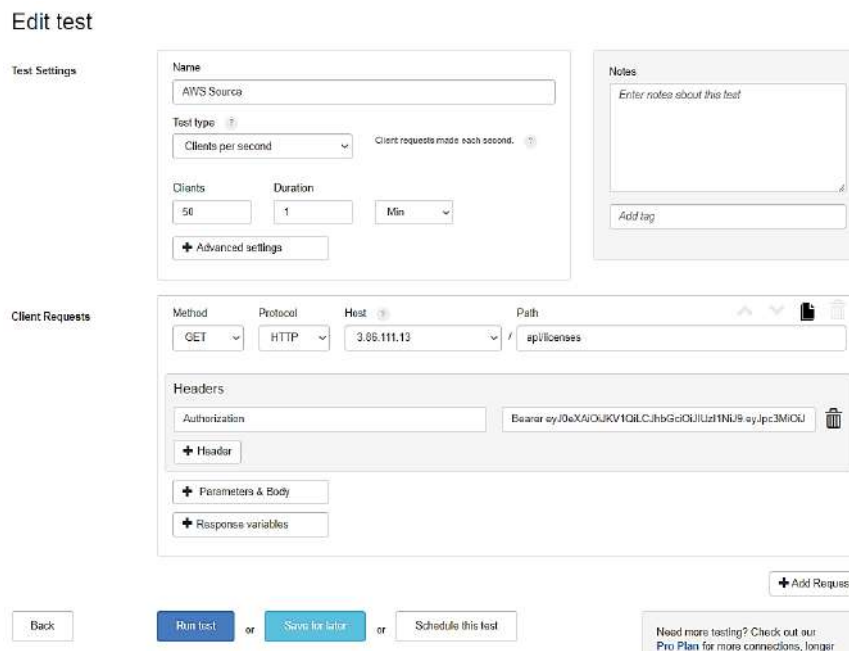 Edit test
Test Settings
Name
AWS Source
Test type ?
Clients per second
Client requests made each second. ?
Clients
Duration
50
1
Min
+ Advanced settings
Notes
Enter notes about this test
Add tag
Client Requests
Method
Protocol
Host ?
Path
GET
HTTP
3.86.111.13
/
api/licenses
Headers
Authorization
Bearer
+ Header
+ Parameters & Body
+ Response variables
+ Add Reques
Back
Run test
or
Save for later
or
Schedule this test
Need more testing? Check out our
Pro Plan for more connections, longer